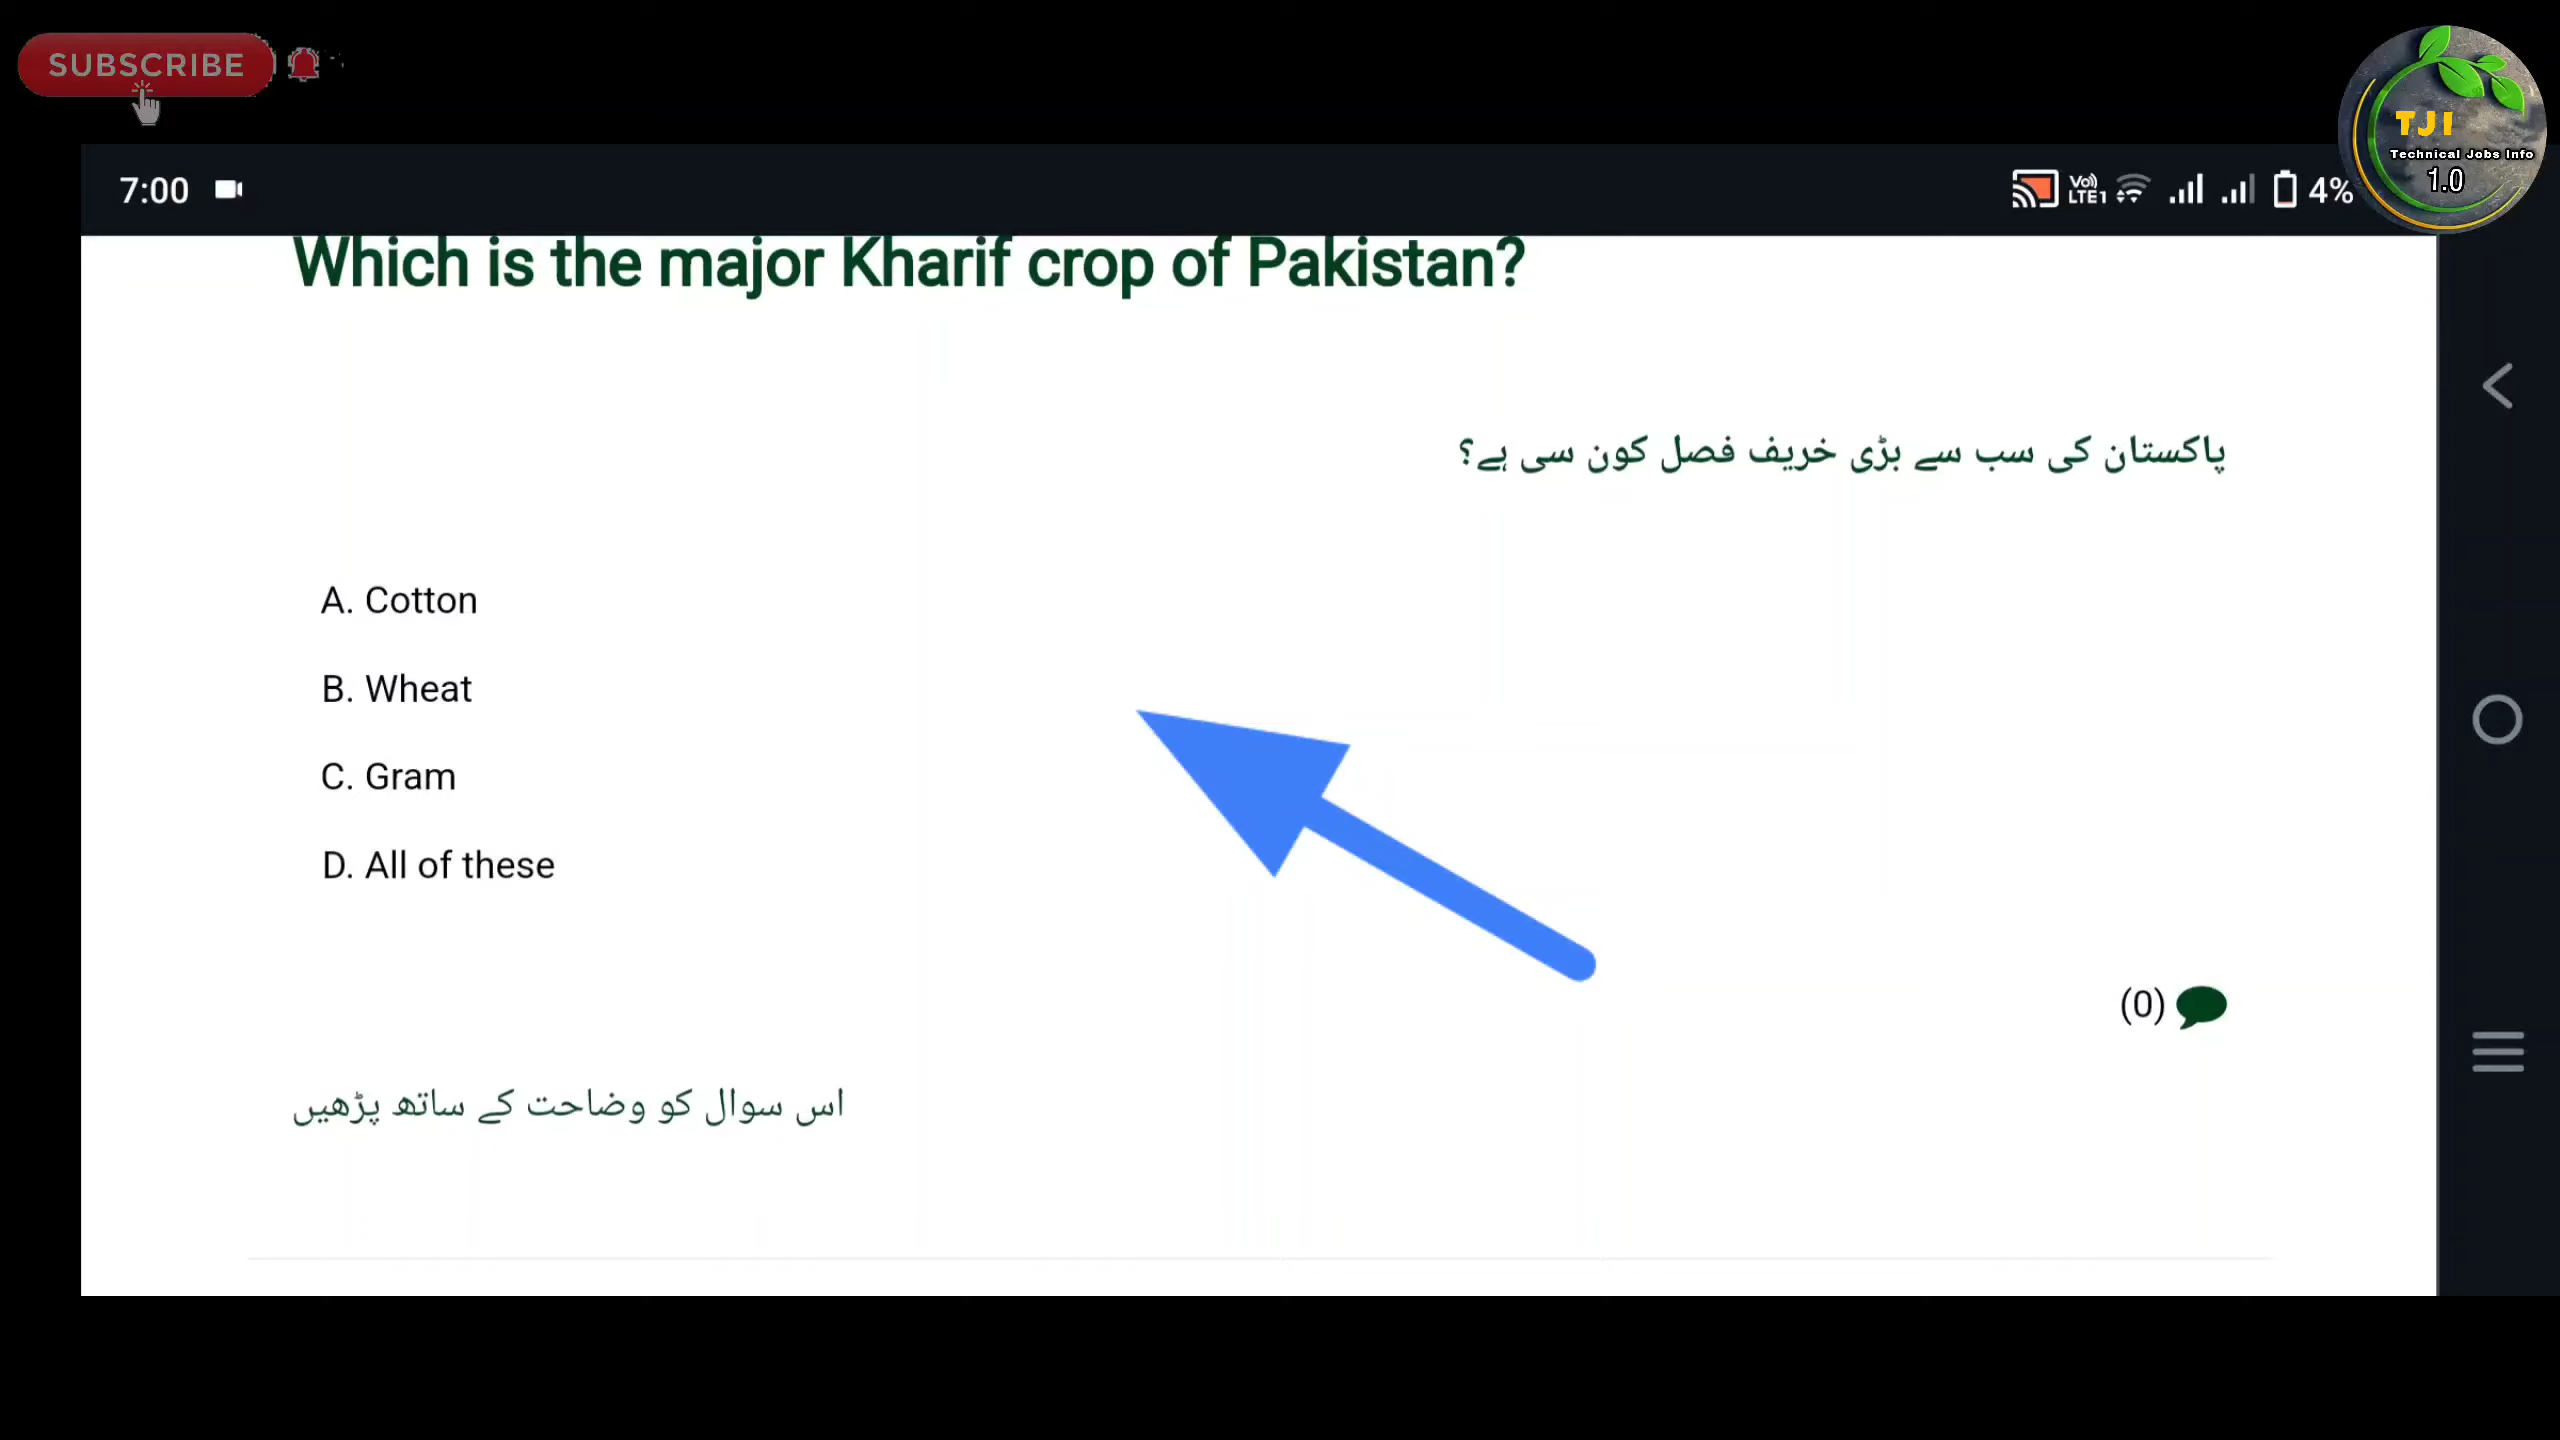 SUBSCRIBE
TJI
Technical Jobs Info
1.0
7:00
Vo) LTE1
4%
Which is the major Kharif crop of Pakistan?
پاکستان کی سب سے بڑی خریف فصل کون سی ہے؟
A. Cotton
B. Wheat
C. Gram
D. All of these
(0)
اس سوال کو وضاحت کے ساتھ پڑھیں